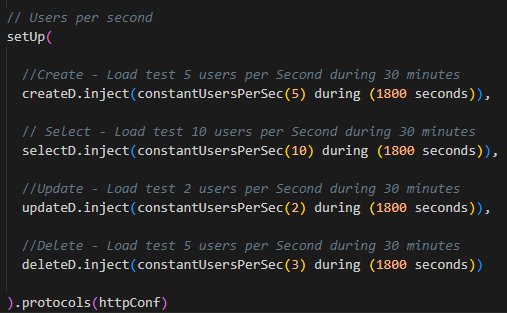 // Users per second
setUp(
//Create - Load test 5 users per Second during 30 minutes
createD.inject(constantUsersPerSec(5) during (1800 seconds)),
// Select - Load test 10 users per Second during 30 minutes
selectD.inject(constantUsersPerSec(10) during (1800 seconds)),
//Update - Load test 2 users per Second during 30 minutes
updateD.inject(constantUsersPerSec(2) during (1800 seconds)),
//Delete - Load test 5 users per Second during 30 minutes
deleteD.inject(constantUsersPerSec(3) during (1800 seconds))
).protocols(httpConf)